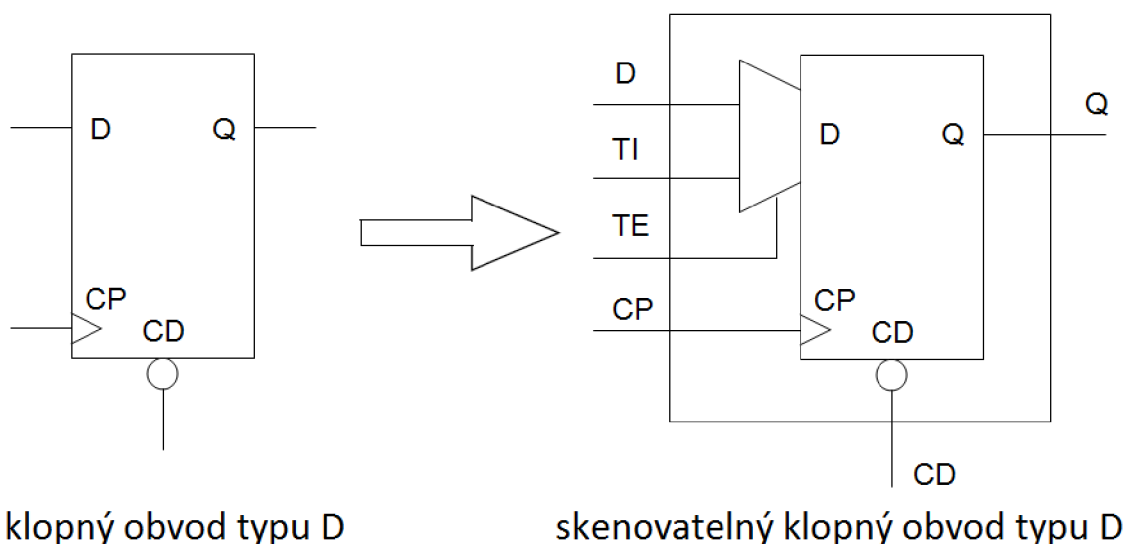 D Q
CP
CD
D
TI
TE
CP
D Q
CP
CD
Q
CD
klopný obvod typu D
skenovatelný klopný obvod typu D